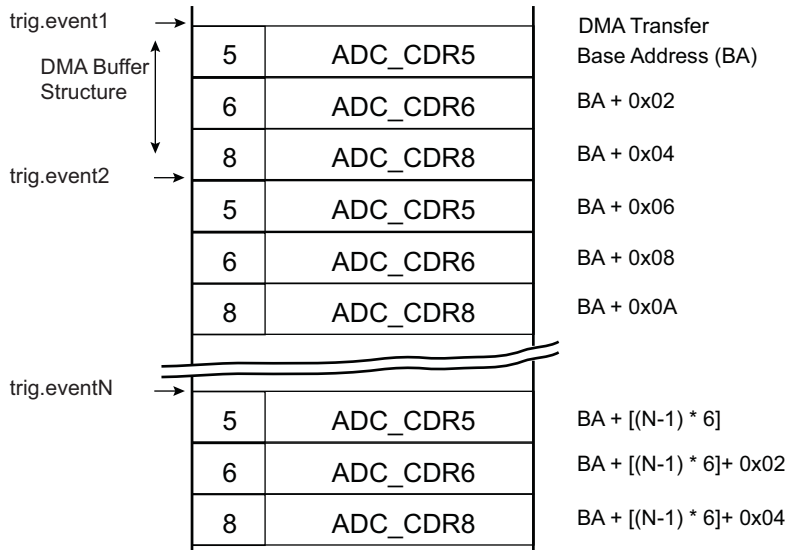 trig.event1
DMA Transfer
DMA Buffer
Structure
5 ADC_CDR5 Base Address (BA)
6 ADC_CDR6 BA + 0x02
8 ADC_CDR8 BA + 0x04
trig.event2
5 ADC_CDR5 BA + 0x06
6 ADC_CDR6 BA + 0x08
8 ADC_CDR8 BA + 0x0A
trig.eventN
5 ADC_CDR5 BA + [(N-1) * 6]
6 ADC_CDR6 BA + [(N-1) * 6]+ 0x02
8 ADC_CDR8 BA + [(N-1) * 6]+ 0x04